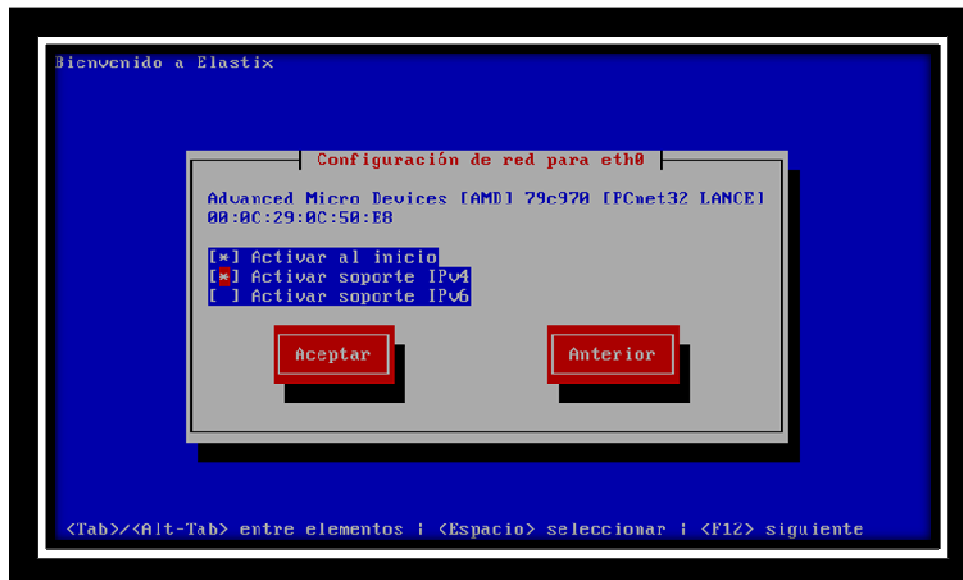 Bienvenido a Elastix
Configuración de red para eth0
Advanced Micro Devices [AMD] 79c970 [PCnet32 LANCE]
00:0C:29:0C:50:E8
[*] Activar al inicio
[*] Activar soporte IPv4
[ ] Activar soporte IPv6
Aceptar
Anterior
<Tab>/<Alt-Tab> entre elementos | <Espacio> seleccionar | <F12> siguiente